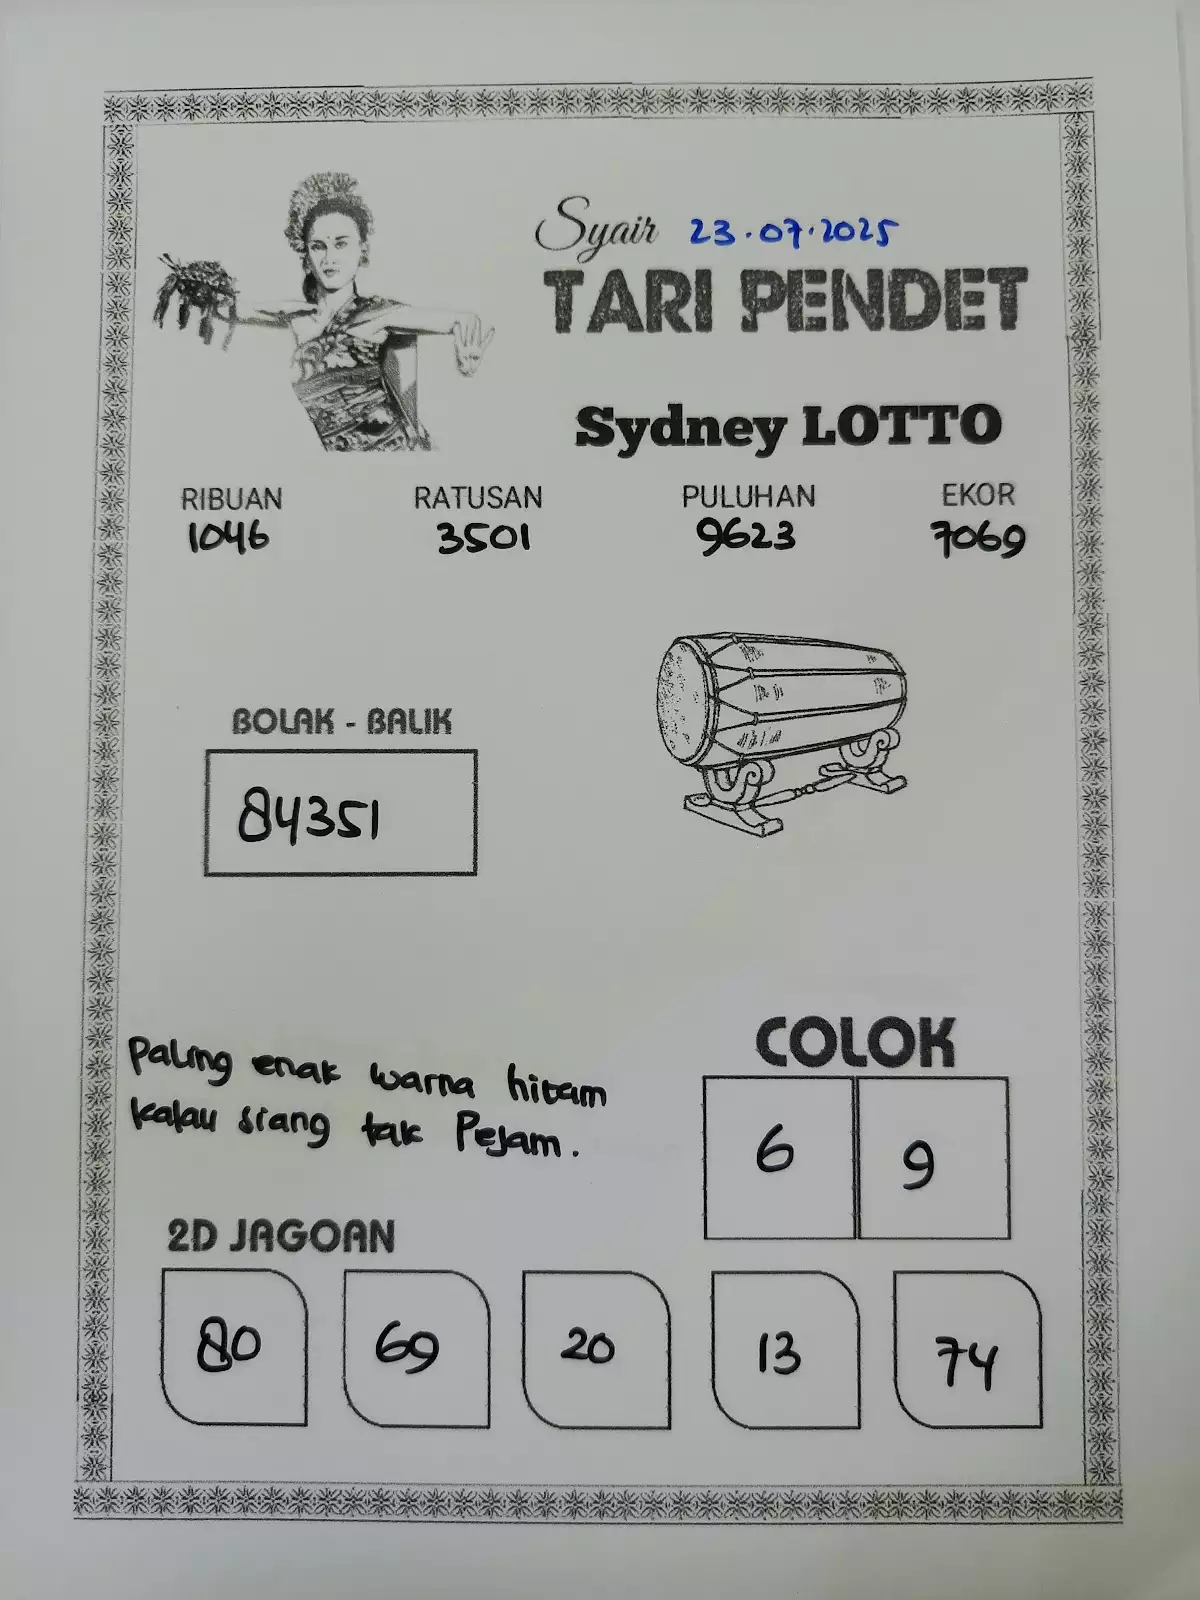 Syair 23.07.2025
TARI PENDET
Sydney LOTTO
RIBUAN RATUSAN PULUHAN EKOR
1046 3501 9623 7069
BOLAK - BALIK
84351
COLOK
6 9
Paling enak warna hitam
kalau siang tak Pejam.
2D JAGOAN
80 69 20 13 74